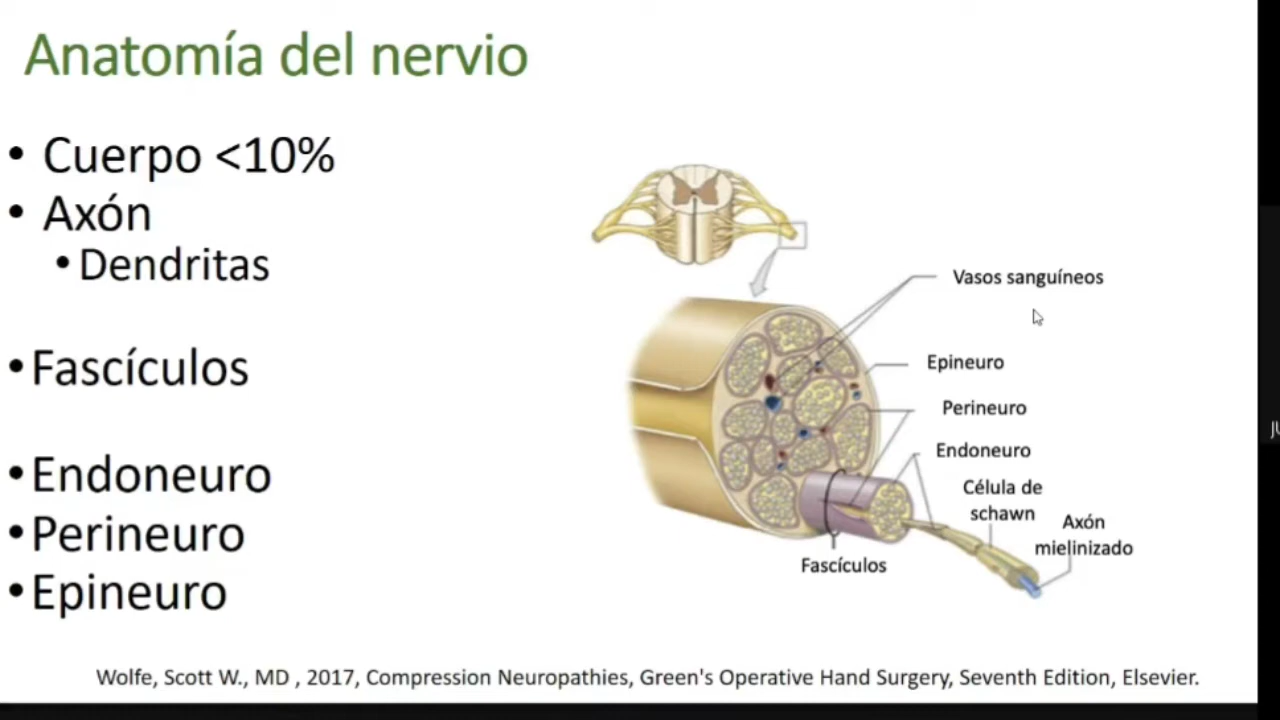 Anatomía del nervio
• Cuerpo <10%
• Axón
• Dendritas
• Fascículos
• Endoneuro
• Perineuro
• Epineuro
Vasos sanguíneos
Epineuro
Perineuro
Endoneuro
Célula de
schawn
Axón
mielinizado
Fascículos
Wolfe, Scott W., MD , 2017, Compression Neuropathies, Green's Operative Hand Surgery, Seventh Edition, Elsevier.